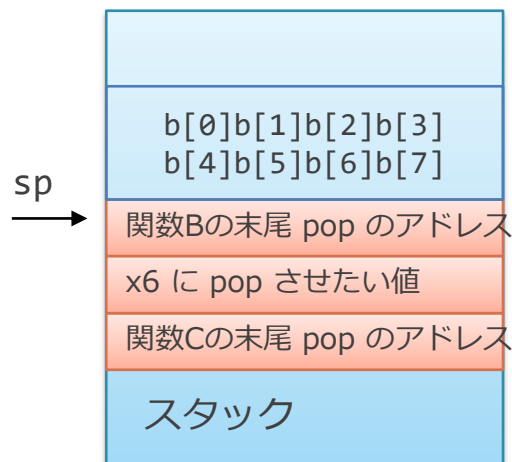 b[0]b[1]b[2]b[3]
b[4]b[5]b[6]b[7]
sp
関数Bの末尾 pop のアドレス
x6 に pop させたい値
関数Cの末尾 pop のアドレス
スタック